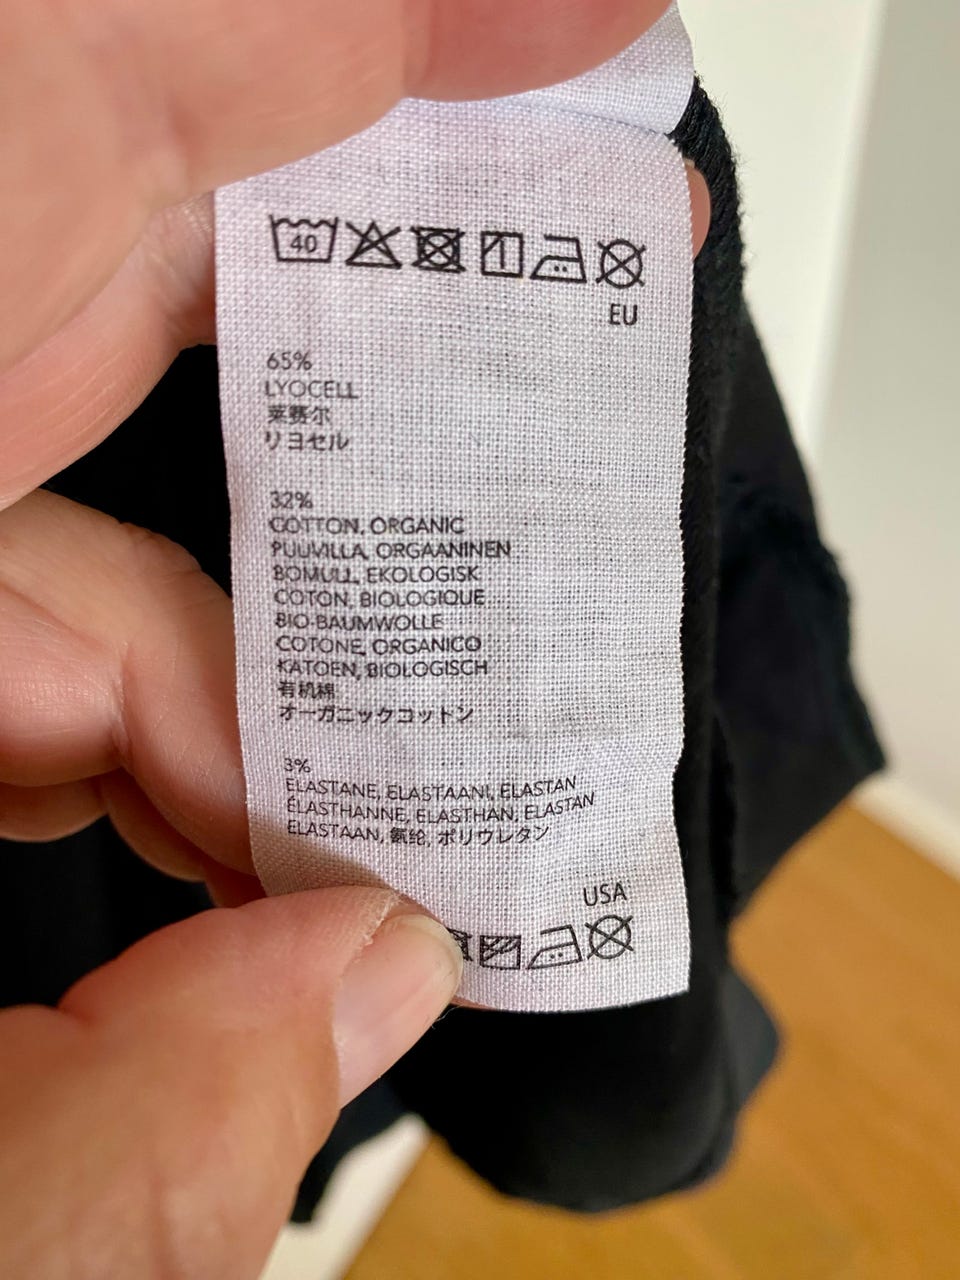 40
EU
65%
LYOCELL
莱赛尔
リヨセル
32%
COTTON, ORGANIC
PUUVILLA, ORGAANINEN
BOMULL, EKOLOGISK
COTON, BIOLOGIQUE
BIO-BAUMWOLLE
COTONE, ORGANICO
KATOEN, BIOLOGISCH
有机棉
オーガニックコットン
3%
ELASTANE, ELASTAANI, ELASTAN
ÉLASTHANNE, ELASTHAN, ELASTAN
ELASTAAN, 氨纶, ポリウレタン
USA